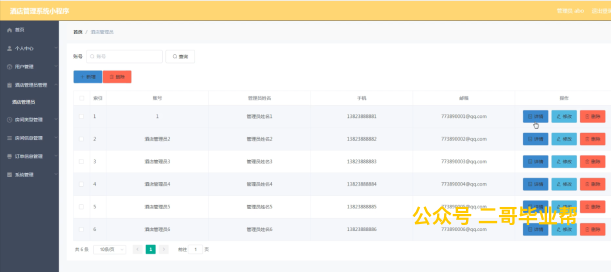 酒店管理系统小程序
管理员 abo 退出登录
首页
个人中心
用户管理
酒店管理员管理
酒店管理员
房间类型管理
房间信息管理
订单信息管理
系统管理
首页 / 酒店管理员
账号 账号 查询
新增 删除
索引 账号 管理员姓名 手机 邮箱 操作
1 1 管理员姓名1 13823888881 773890001@qq.com 详情 修改 删除
2 酒店管理员2 管理员姓名2 13823888882 773890002@qq.com 详情 修改 删除
3 酒店管理员3 管理员姓名3 13823888883 773890003@qq.com 详情 修改 删除
4 酒店管理员4 管理员姓名4 13823888884 773890004@qq.com 详情 修改 删除
5 酒店管理员5 管理员姓名5 13823888885 773890005@qq.com 详情 修改 删除
6 酒店管理员6 管理员姓名6 13823888886 773890006@qq.com 详情 修改 删除
公众号 二哥毕业帮
共 6 条 10条/页 1 前往 1 页